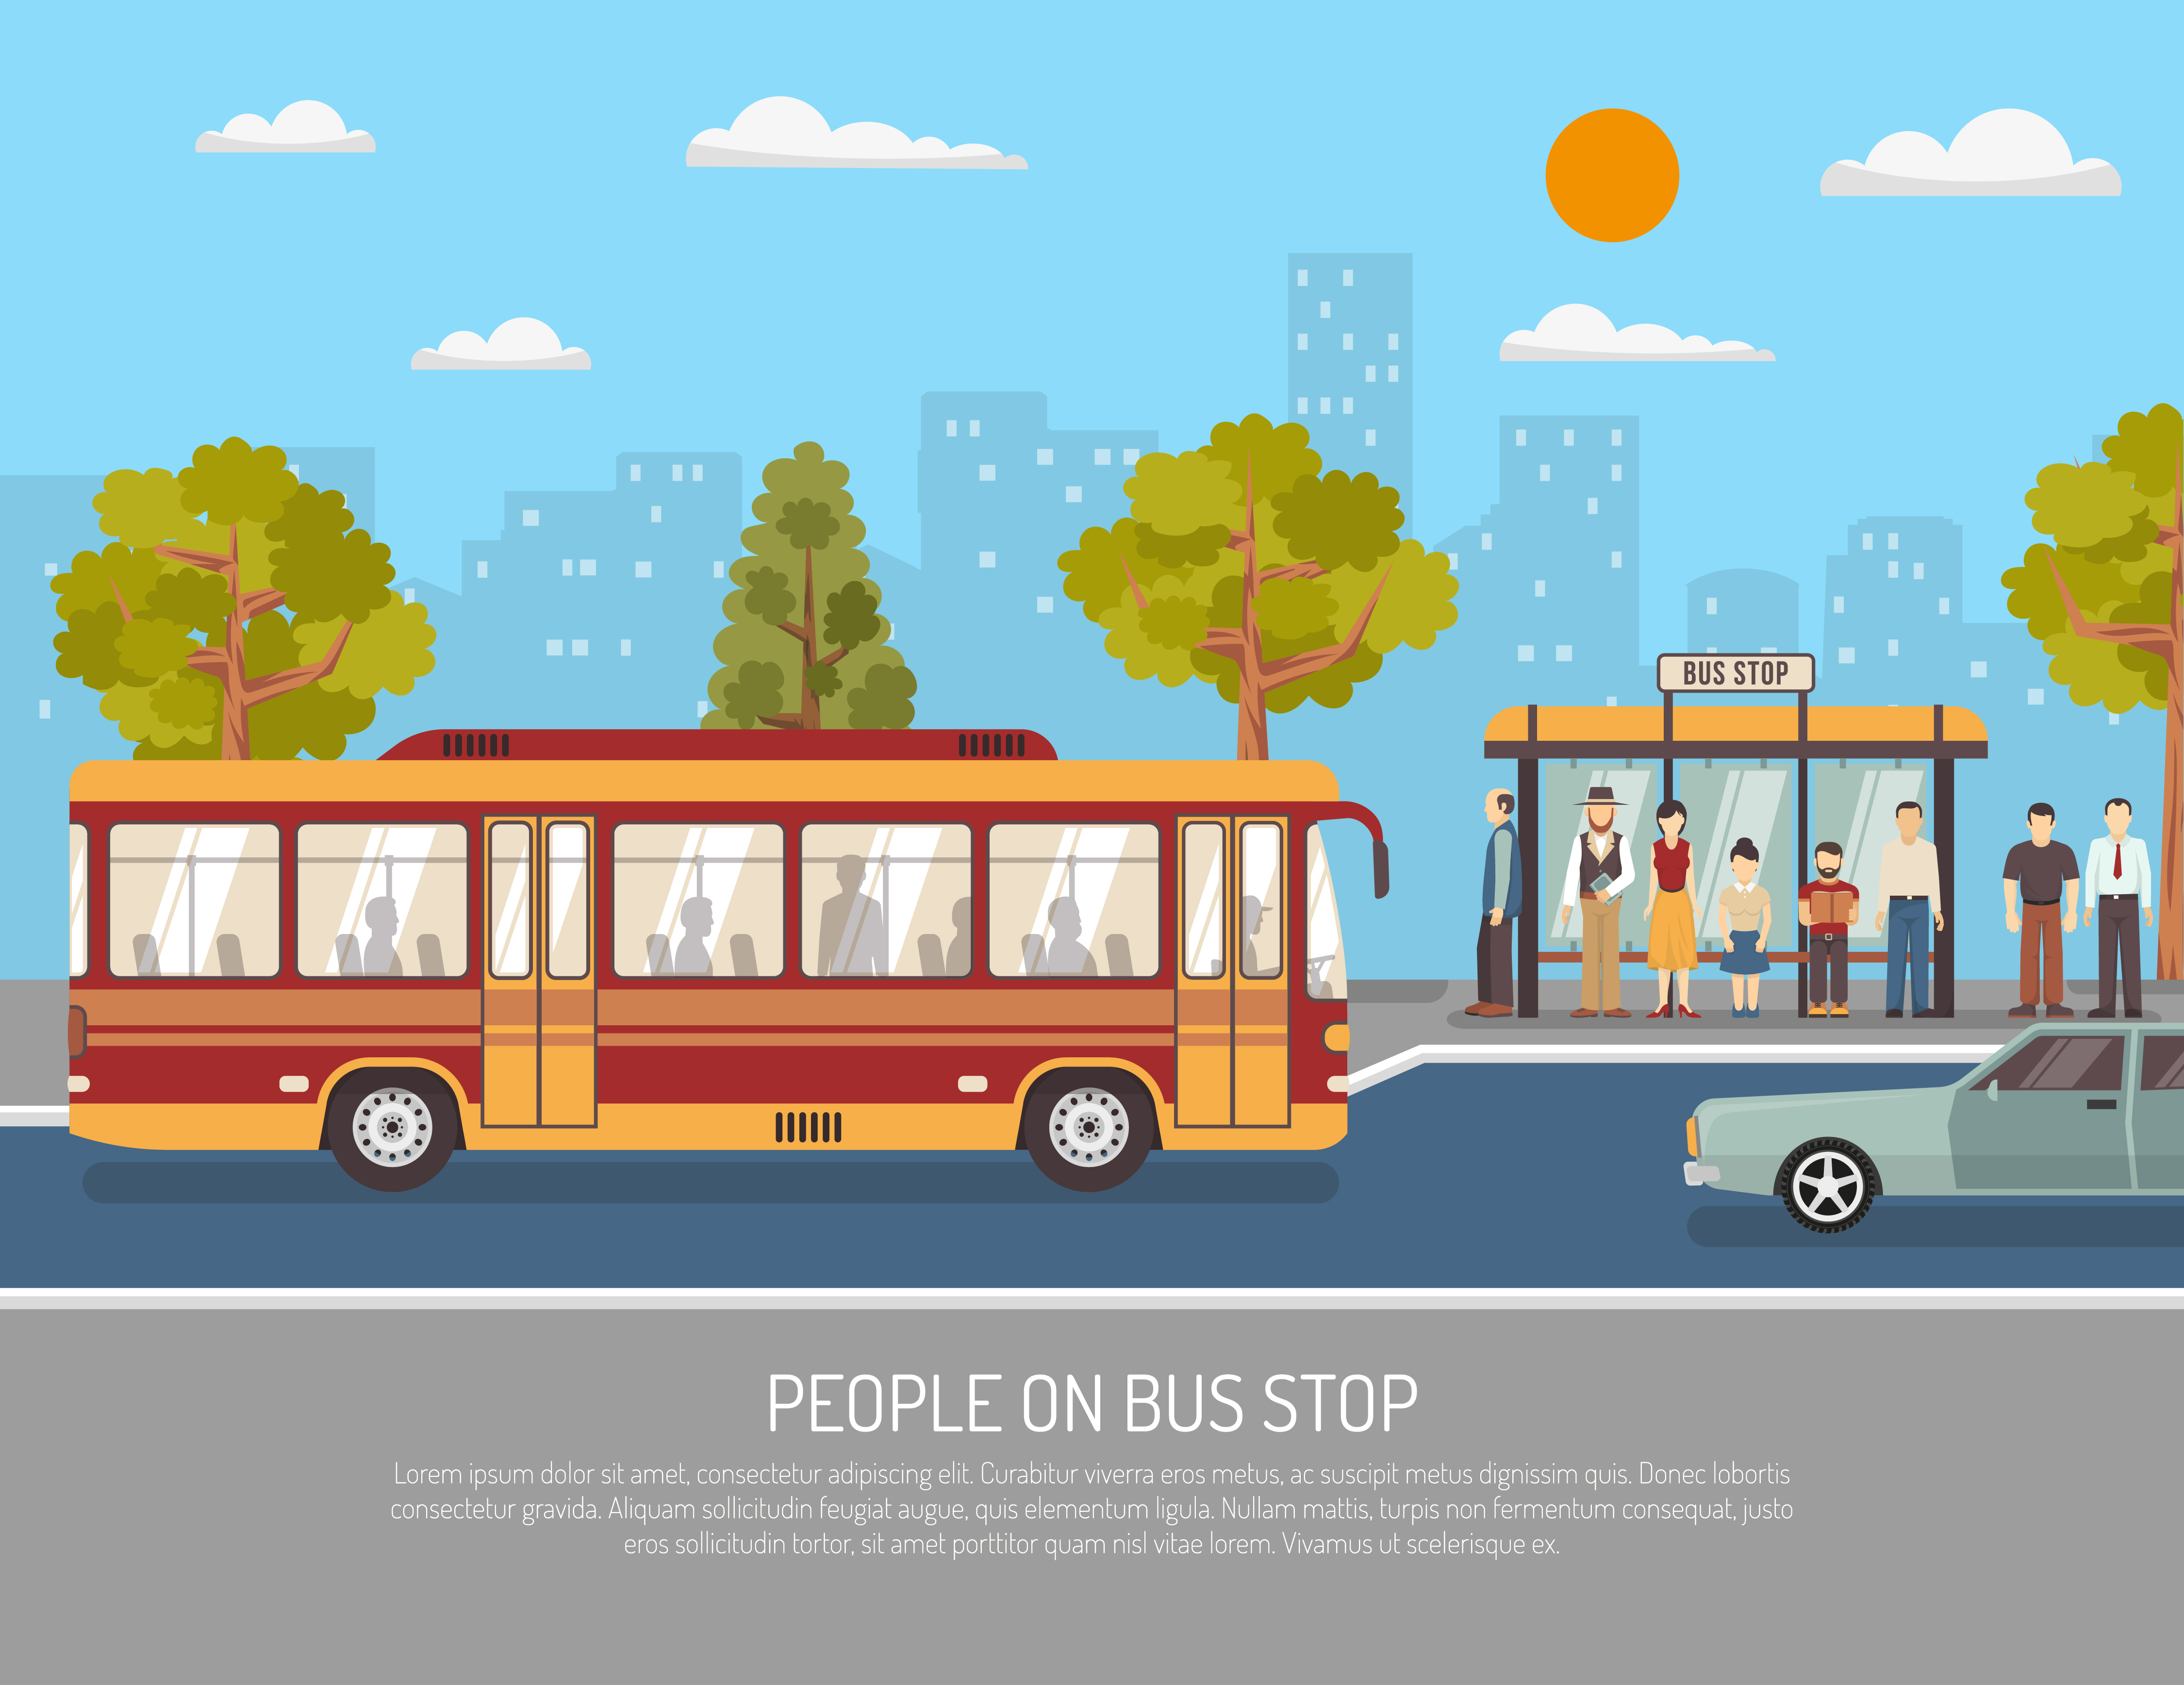 BUS STOP
PEOPLE ON BUS STOP
Lorem ipsum dolor sit amet, consectetur adipiscing elit. Curabitur viverra eros metus, ac suscipit metus dignissim quis. Donec lobortis
consectetur gravida. Aliquam sollicitudin feugiat augue, quis elementum ligula. Nullam mattis, turpis non fermentum consequat, justo
eros sollicitudin tortor, sit amet porttitor quam nisl vitae lorem. Vivamus ut scelerisque ex.